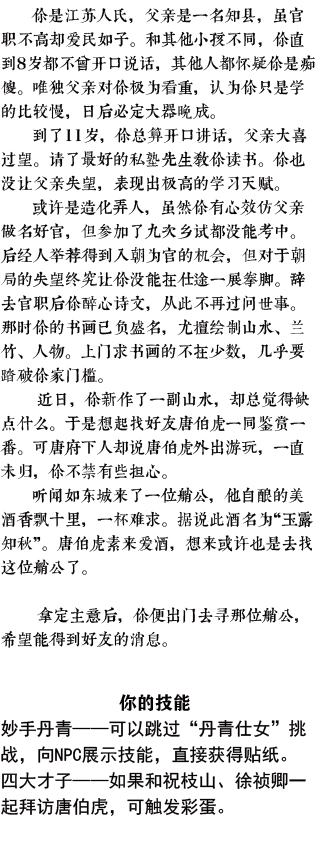 你是江苏人氏，父亲是一名知县，虽官
职不高却爱民如子。和其他小孩不同，你直
到8岁都不曾开口说话，其他人都怀疑你是痴
傻。唯独父亲对你极为看重，认为你只是学
的比较慢，日后必定大器晚成。
到了11岁，你总算开口讲话，父亲大喜
过望。请了最好的私塾先生教你读书。你也
没让父亲失望，表现出极高的学习天赋。
或许是造化弄人，虽然你有心效仿父亲
做名好官，但参加了九次乡试都没能考中。
后经人举荐得到入朝为官的机会，但对于朝
局的失望终究让你没能在仕途一展拳脚。辞
去官职后你醉心诗文，从此不再过问世事。
那时你的书画已负盛名，尤擅绘制山水、兰
竹、人物。上门求书画的不在少数，几乎要
踏破你家门槛。
近日，你新作了一副山水，却总觉得缺
点什么。于是想起找好友唐伯虎一同鉴赏一
番。可唐府下人却说唐伯虎外出游玩，一直
未归，你不禁有些担心。
听闻如东城来了一位艄公，他自酿的美
酒香飘十里，一杯难求。据说此酒名为“玉露
知秋”。唐伯虎素来爱酒，想来或许也是去找
这位艄公了。
拿定主意后，你便出门去寻那位艄公，
希望能得到好友的消息。
你的技能
妙手丹青——可以跳过“丹青仕女”挑
战，向NPC展示技能，直接获得贴纸。
四大才子——如果和祝枝山、徐祯卿一
起拜访唐伯虎，可触发彩蛋。